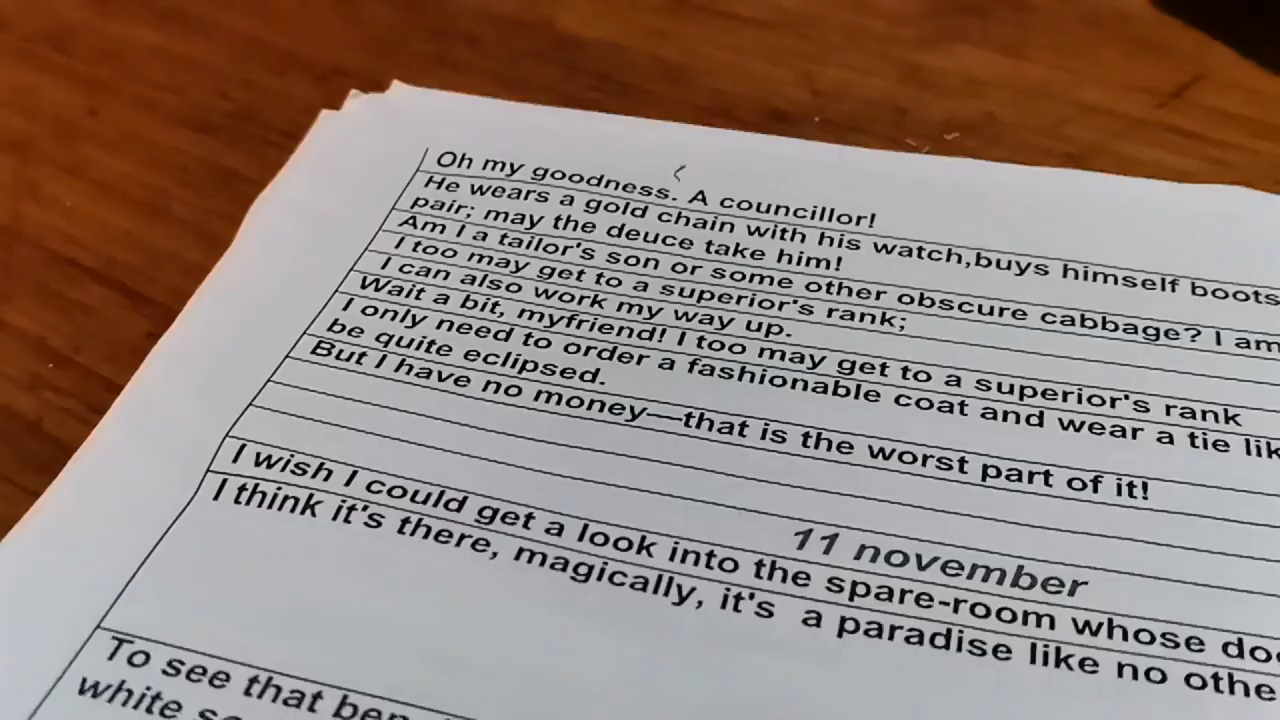 Oh my goodness. A councillor!
He wears a gold chain with his watch,buys himself boots
pair; may the deuce take him!
Am I a tailor's son or some other obscure cabbage? I am
I too may get to a superior's rank;
I can also work my way up.
Wait a bit, myfriend! I too may get to a superior's rank
I only need to order a fashionable coat and wear a tie
be quite eclipsed.
But I have no money—that is the worst part of it!
11 november
I wish I could get a look into the spare-room whose
I think it's there, magically, it's a paradise like no
To see that
white